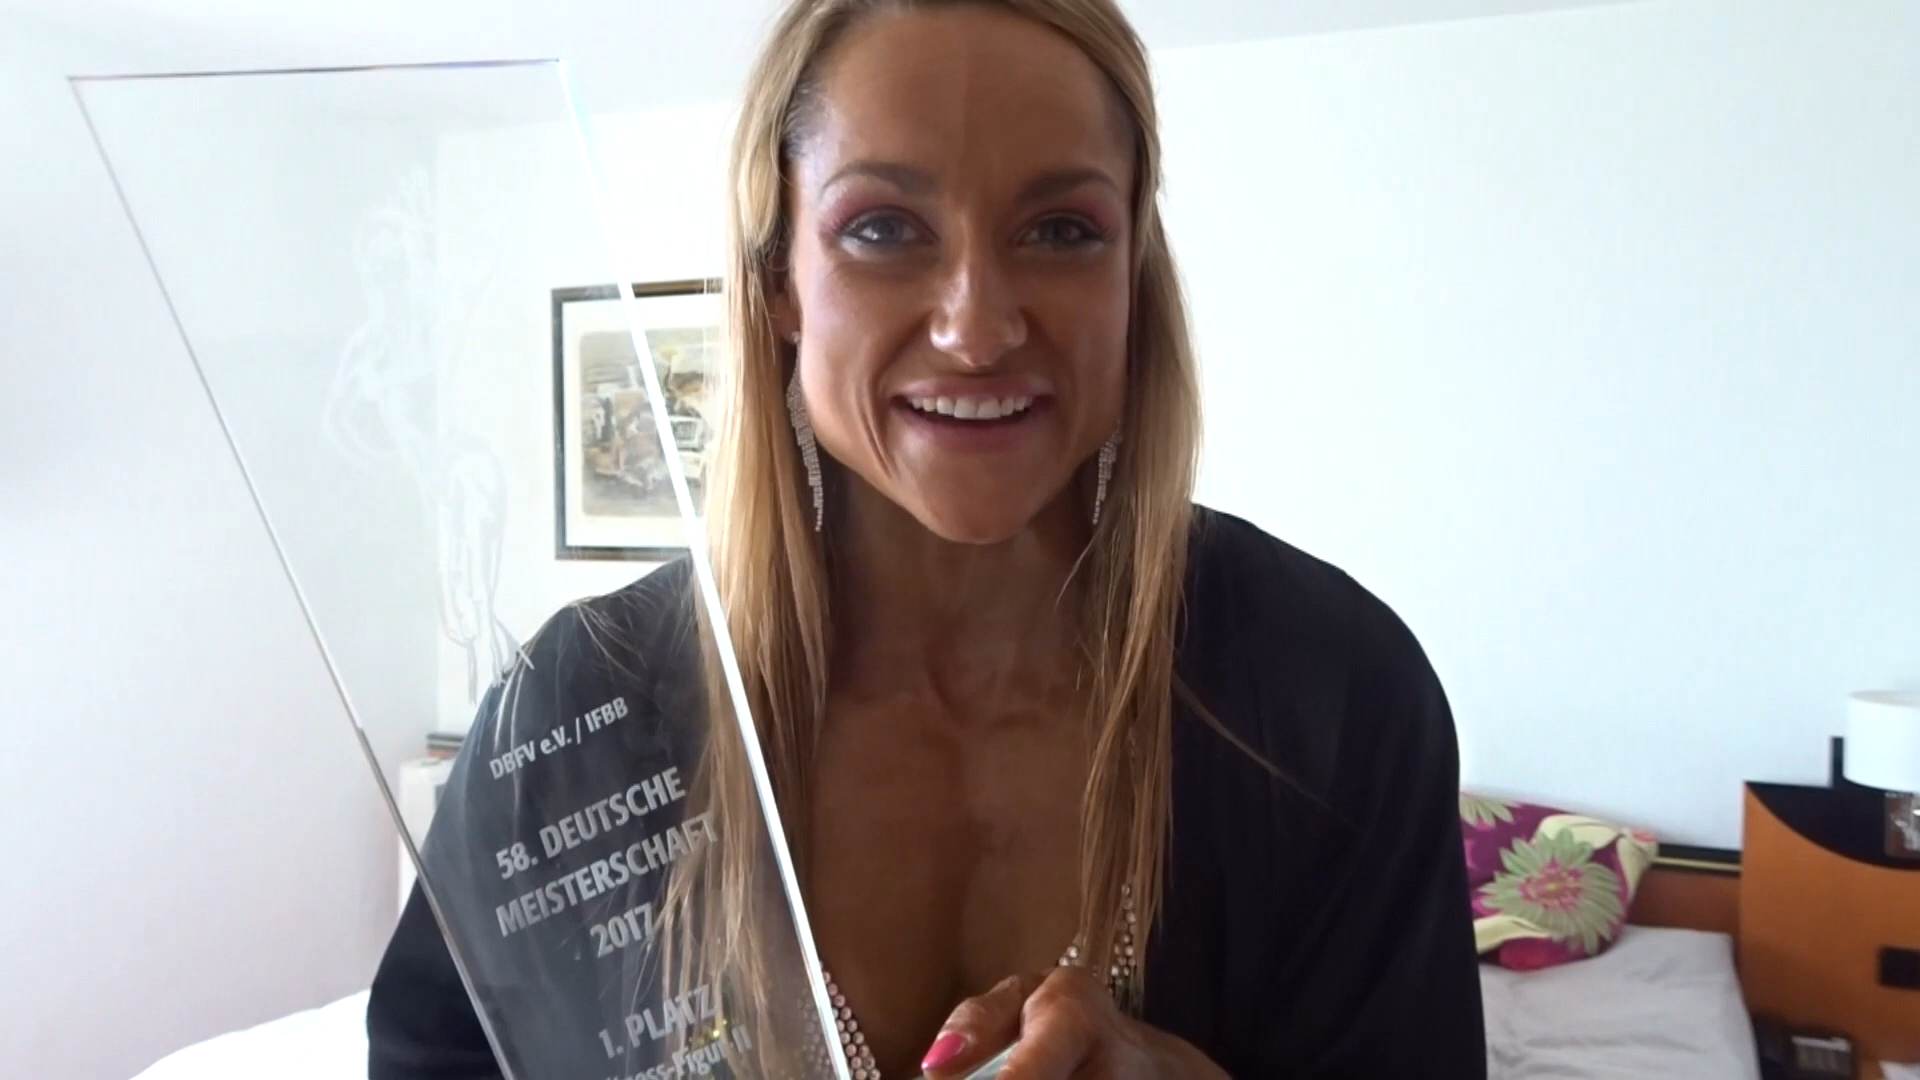 DBFV e.V. / IFBB
58. DEUTSCHE
MEISTERSCHAFT
2017
1. PLATZ